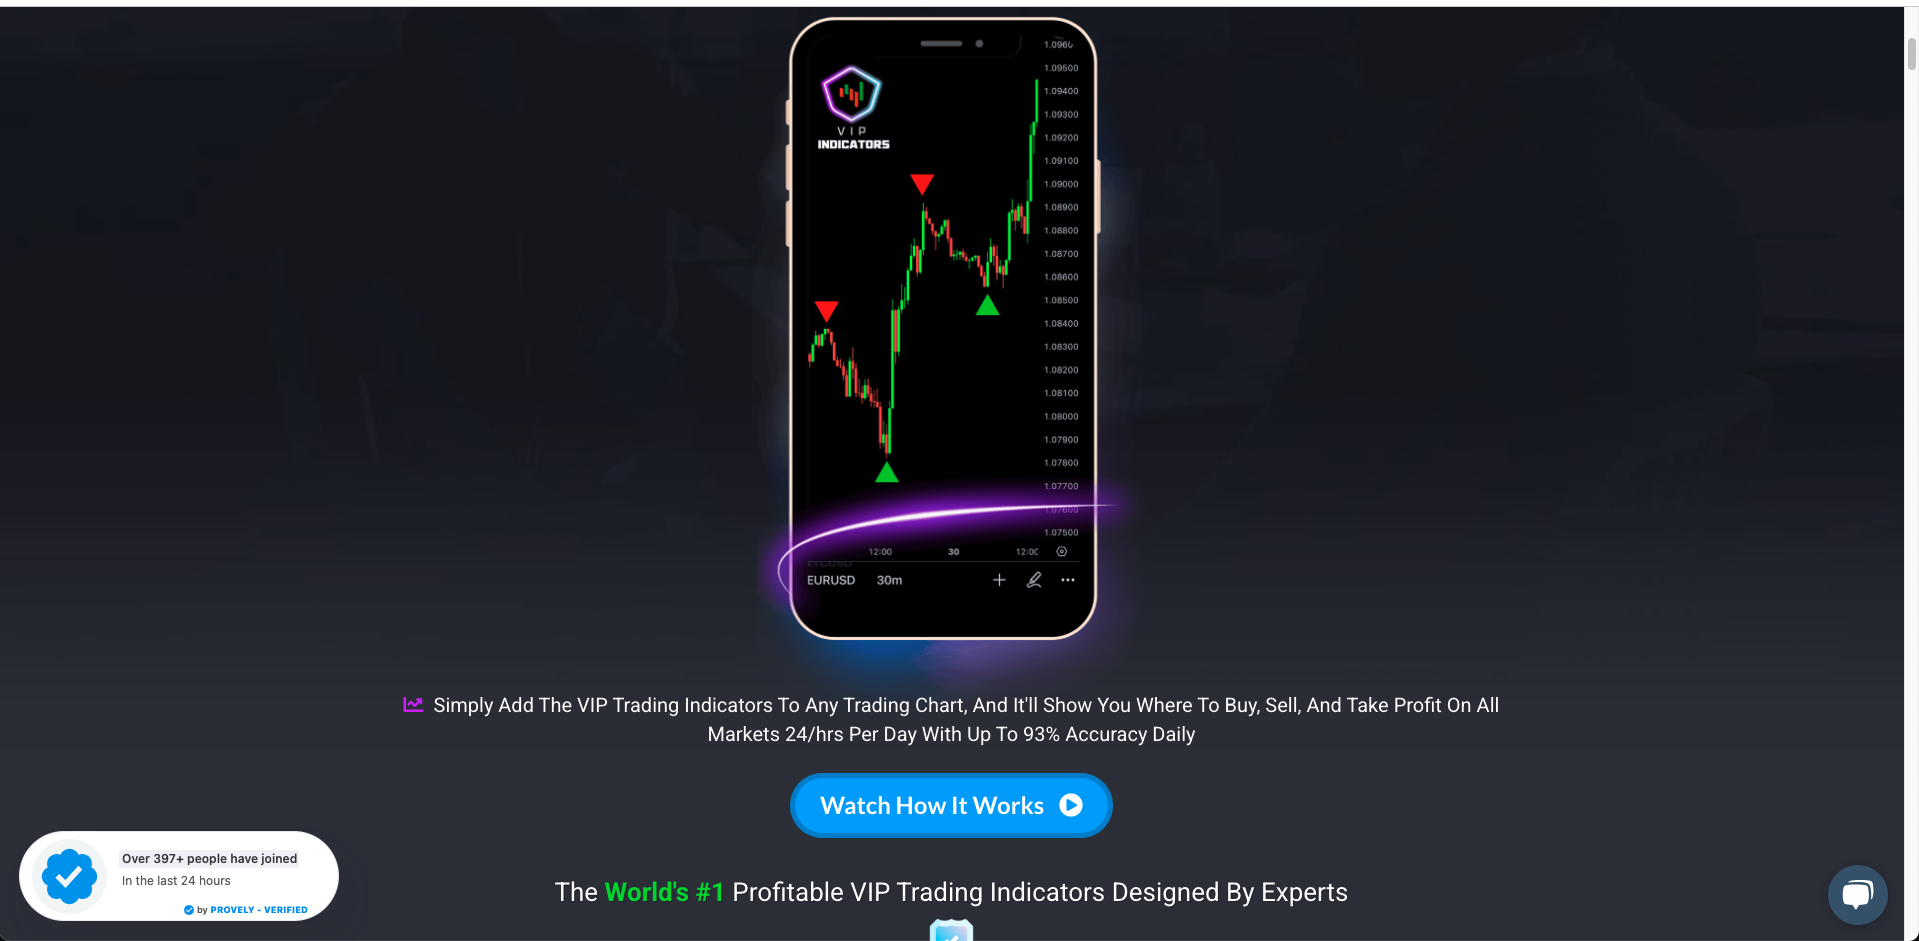 1.0960
1.09500
1.09400
1.09300
1.09200
1.09100
1.09000
1.08900
1.08800
1.08700
1.08600
1.08500
1.08400
1.08300
1.08200
1.08100
1.08000
1.07900
1.07800
1.07700
1.07600
1.07500
VIP
INDICATORS
12:00 30 12:00
EURUSD 30m
Simply Add The VIP Trading Indicators To Any Trading Chart, And It'll Show You Where To Buy, Sell, And Take Profit On All
Markets 24/hrs Per Day With Up To 93% Accuracy Daily
Watch How It Works
Over 397+ people have joined
In the last 24 hours
by PROVELY - VERIFIED
The World's #1 Profitable VIP Trading Indicators Designed By Experts